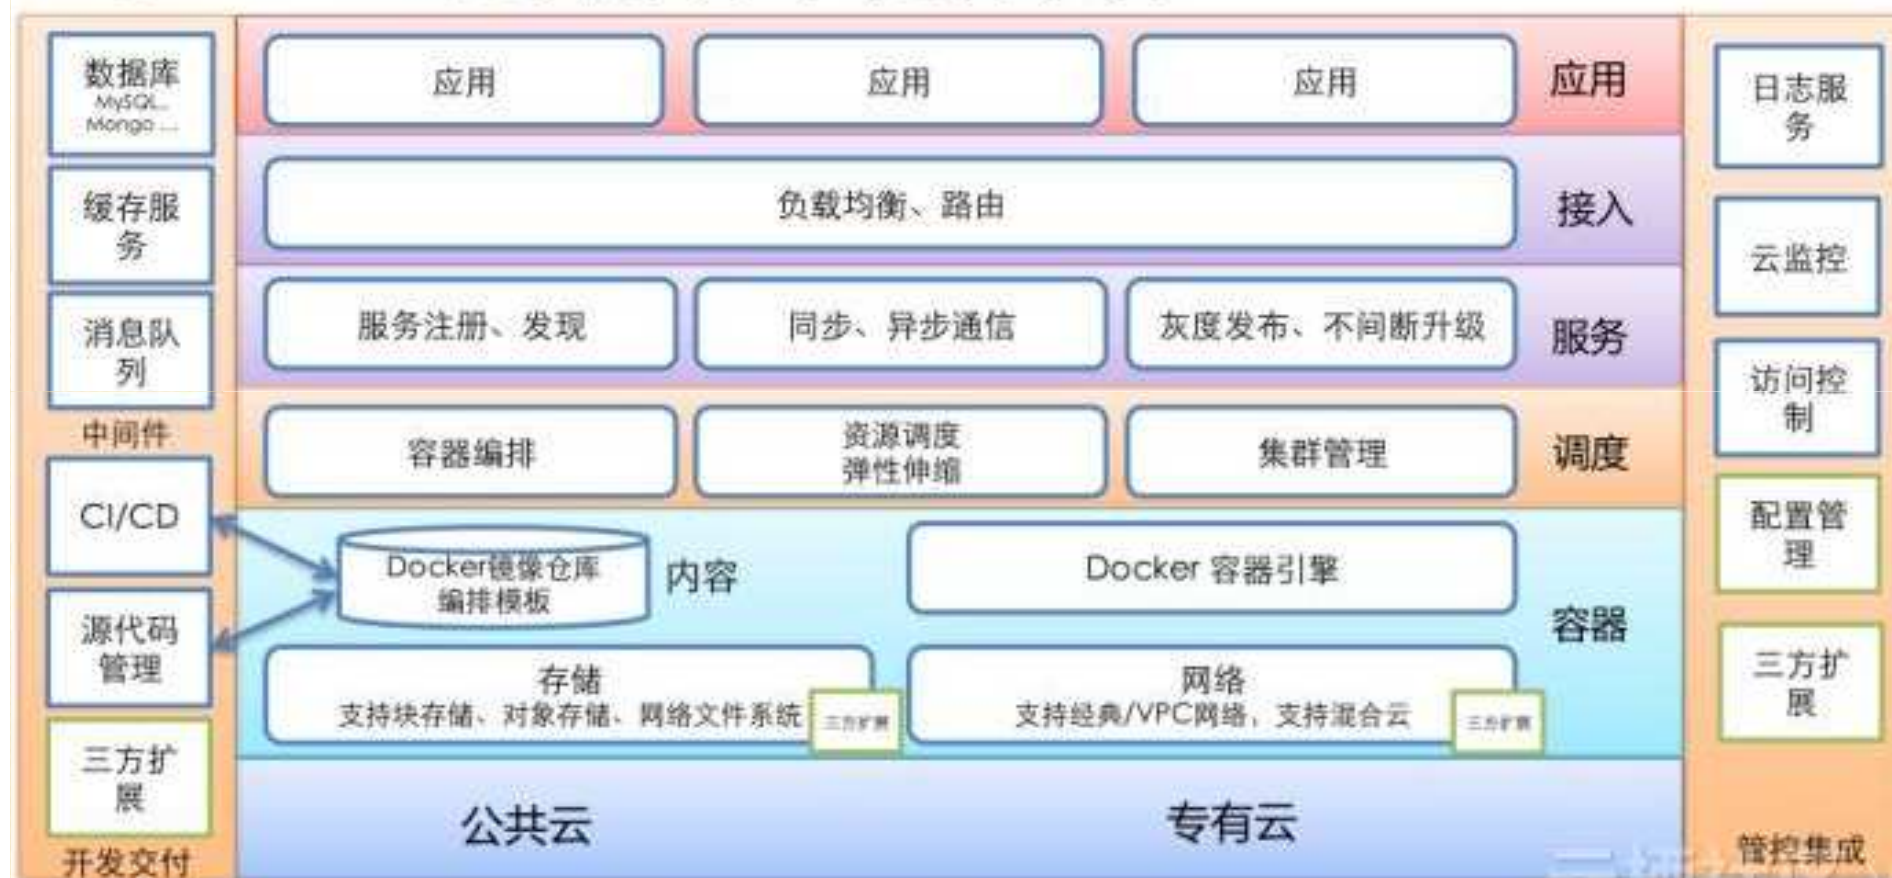 数据库
MySQL...
Mongo ...
缓存服
务
消息队
列
中间件
CI/CD
源代码
管理
三方扩
展
开发交付
应用
应用
应用
应用
负载均衡、路由
接入
服务注册、发现
同步、异步通信
灰度发布、不间断升级
服务
容器编排
资源调度
弹性伸缩
集群管理
调度
Docker镜像仓库
编排模板
内容
Docker 容器引擎
容器
存储
支持块存储、对象存储、网络文件系统
三方扩展
网络
支持经典/VPC网络，支持混合云
三方扩展
公共云
专有云
日志服
务
云监控
访问控
制
配置管
理
三方扩
展
管控集成